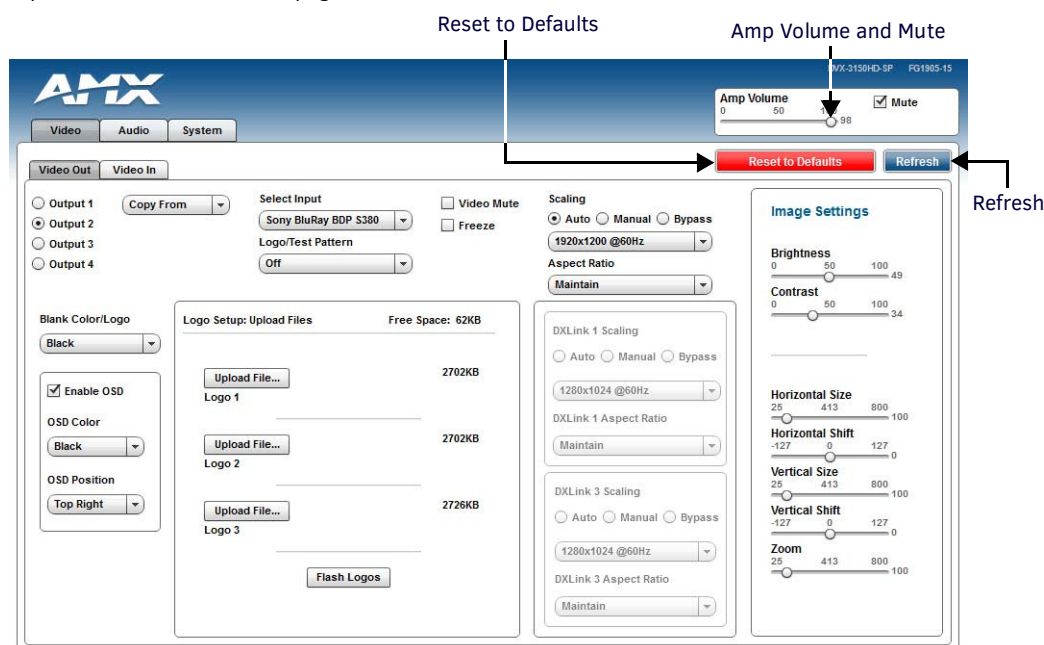 Reset to Defaults
Amp Volume and Mute
AMX
DVX-3150HD-SP FG1905-15
Amp Volume
0 50
98
Mute
Video Audio System
Reset to Defaults Refresh
Refresh
Video Out Video In
Output 1
Output 2
Output 3
Output 4
Copy From
Select Input
Sony BluRay BDP S380
Logo/Test Pattern
Off
Video Mute
Freeze
Scaling
Auto Manual Bypass
1920x1200 @60Hz
Aspect Ratio
Maintain
Blank Color/Logo
Black
Enable OSD
OSD Color
Black
OSD Position
Top Right
Logo Setup: Upload Files Free Space: 62KB
Upload File... 2702KB
Logo 1
Upload File... 2702KB
Logo 2
Upload File... 2726KB
Logo 3
Flash Logos
DXLink 1 Scaling
Auto Manual Bypass
1280x1024 @60Hz
DXLink 1 Aspect Ratio
Maintain
DXLink 3 Scaling
Auto Manual Bypass
1280x1024 @60Hz
DXLink 3 Aspect Ratio
Maintain
Image Settings
Brightness
0 50 100
49
Contrast
0 50 100
34
Horizontal Size
25 413 800
100
Horizontal Shift
-127 0 127
0
Vertical Size
25 413 800
100
Vertical Shift
-127 0 127
0
Zoom
25 413 800
100